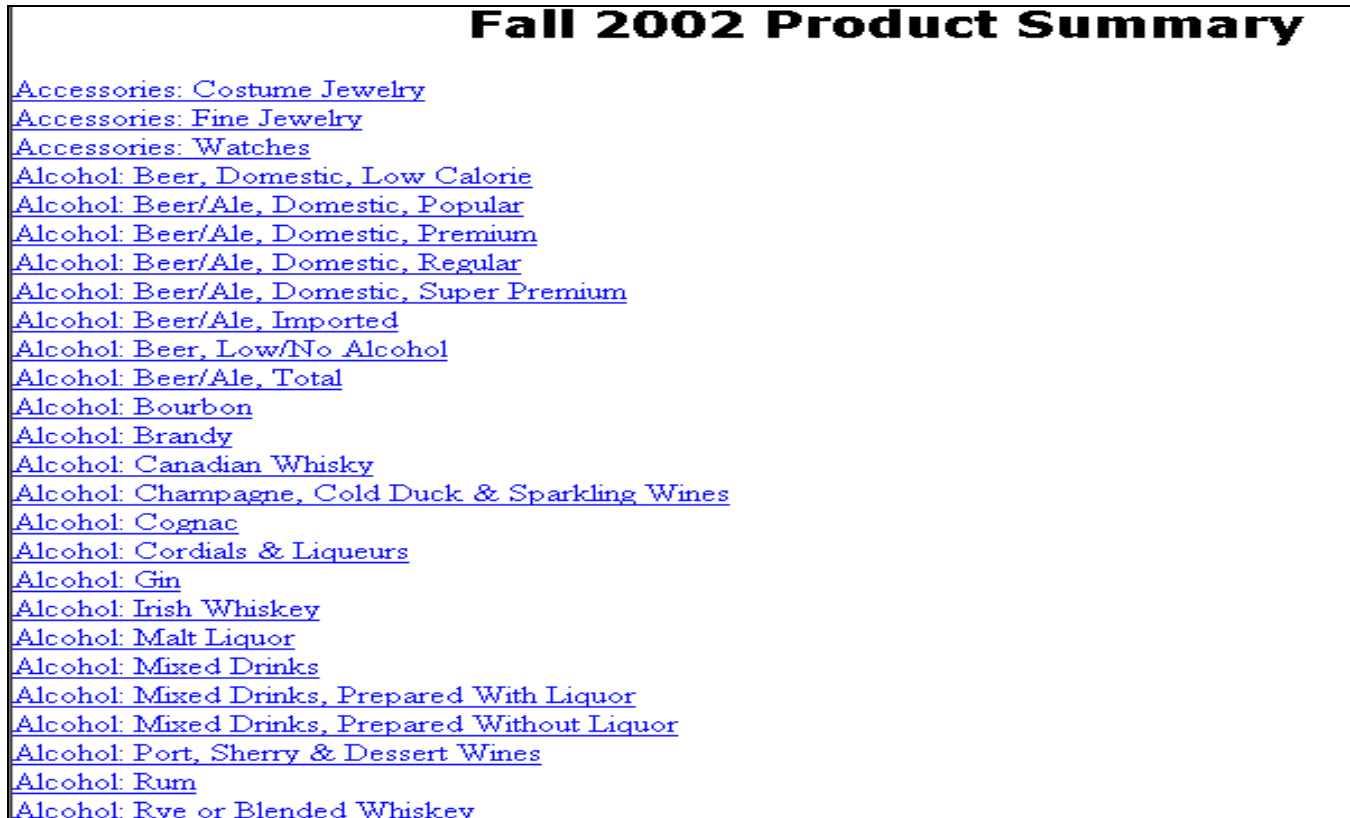 Fall 2002 Product Summary
Accessories: Costume Jewelry
Accessories: Fine Jewelry
Accessories: Watches
Alcohol: Beer, Domestic, Low Calorie
Alcohol: Beer/Ale, Domestic, Popular
Alcohol: Beer/Ale, Domestic, Premium
Alcohol: Beer/Ale, Domestic, Regular
Alcohol: Beer/Ale, Domestic, Super Premium
Alcohol: Beer/Ale, Imported
Alcohol: Beer, Low/No Alcohol
Alcohol: Beer/Ale, Total
Alcohol: Bourbon
Alcohol: Brandy
Alcohol: Canadian Whisky
Alcohol: Champagne, Cold Duck & Sparkling Wines
Alcohol: Cognac
Alcohol: Cordials & Liqueurs
Alcohol: Gin
Alcohol: Irish Whiskey
Alcohol: Malt Liquor
Alcohol: Mixed Drinks
Alcohol: Mixed Drinks, Prepared With Liquor
Alcohol: Mixed Drinks, Prepared Without Liquor
Alcohol: Port, Sherry & Dessert Wines
Alcohol: Rum
Alcohol: Rye or Blended Whiskey